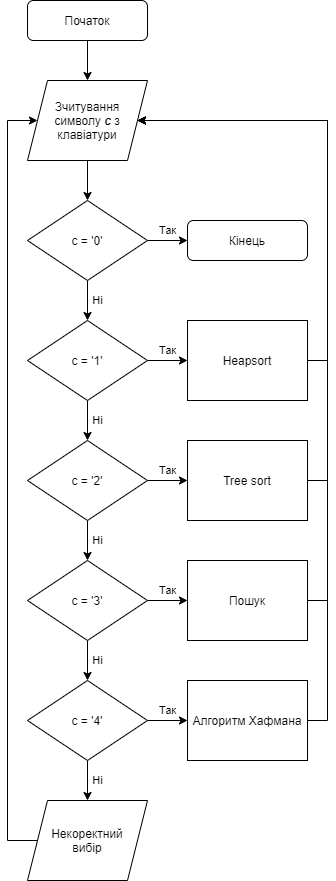 Початок
Зчитування
символу c з
клавіатури
c = '0'
Так
Кінець
Ні
c = '1'
Так
Heapsort
Ні
c = '2'
Так
Tree sort
Ні
c = '3'
Так
Пошук
Ні
c = '4'
Так
Алгоритм Хафмана
Ні
Некоректний
вибір